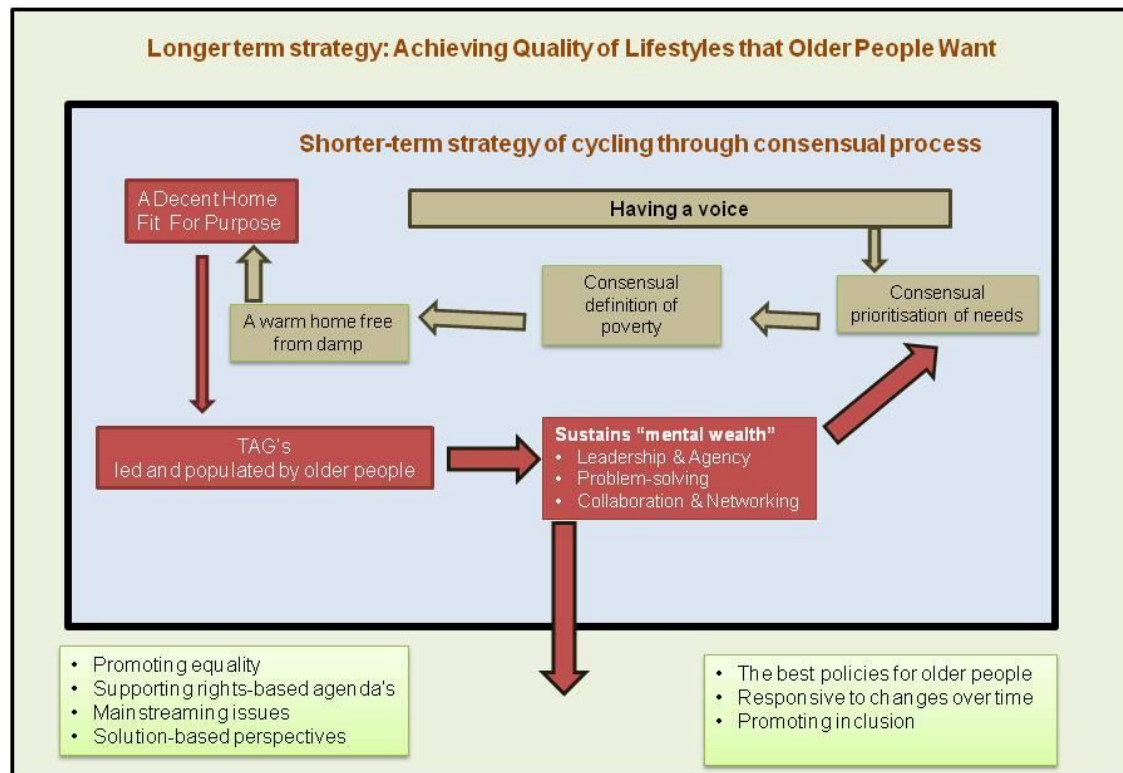 Longer term strategy: Achieving Quality of Lifestyles that Older People Want
Shorter-term strategy of cycling through consensual process
A Decent Home
Fit For Purpose
Having a voice
Consensual
definition of
poverty
Consensual
prioritisation of needs
A warm home free
from damp
TAG's
led and populated by older people
Sustains “mental wealth”
• Leadership & Agency
• Problem-solving
• Collaboration & Networking
• Promoting equality
• Supporting rights-based agenda's
• Mainstreaming issues
• Solution-based perspectives
• The best policies for older people
• Responsive to changes over time
• Promoting inclusion